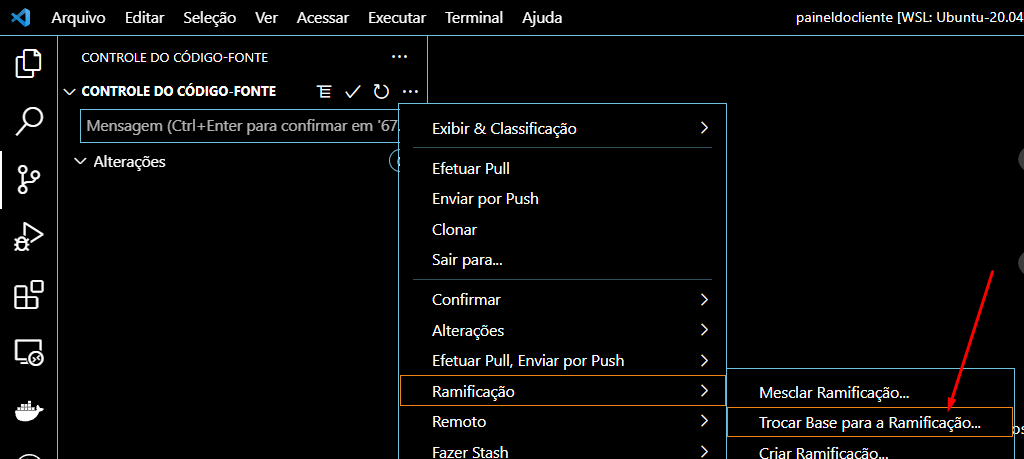 Arquivo Editar Seleção Ver Acessar Executar Terminal Ajuda paineldocliente [WSL: Ubuntu-20.04
CONTROLE DO CÓDIGO-FONTE ...
CONTROLE DO CÓDIGO-FONTE ...
Mensagem (Ctrl+Enter para confirmar em '67.
Alterações
Exibir & Classificação
Efetuar Pull
Enviar por Push
Clonar
Sair para...
Confirmar
Alterações
Efetuar Pull, Enviar por Push
Ramificação
Remoto
Fazer Stash
Mesclar Ramificação...
Trocar Base para a Ramificação...
Criar Ramificação...